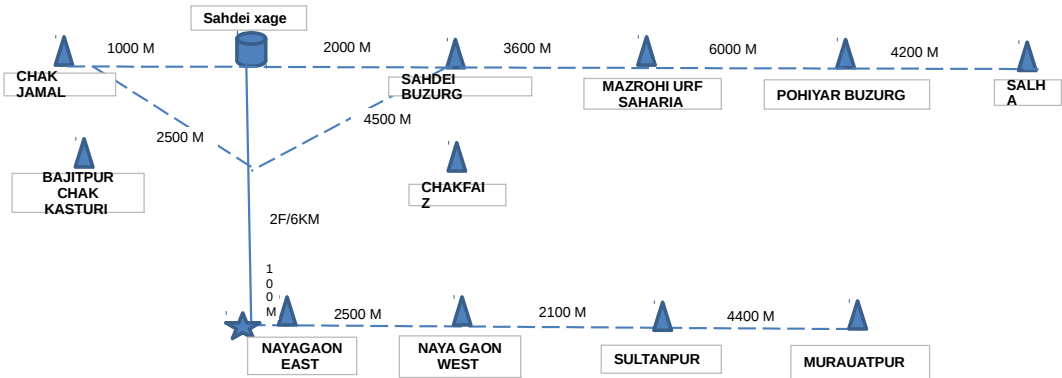 Sahdei xage
1000 M
2000 M
3600 M
6000 M
4200 M
CHAK
JAMAL
SAHDEI
BUZURG
MAZROHI URF
SAHARIA
POHIYAR BUZURG
SALH
A
2500 M
4500 M
BAJITPUR
CHAK
KASTURI
CHAKFAI
Z
2F/6KM
1
0
0
M
2500 M
2100 M
4400 M
NAYAGAON
EAST
NAYA GAON
WEST
SULTANPUR
MURAUATPUR